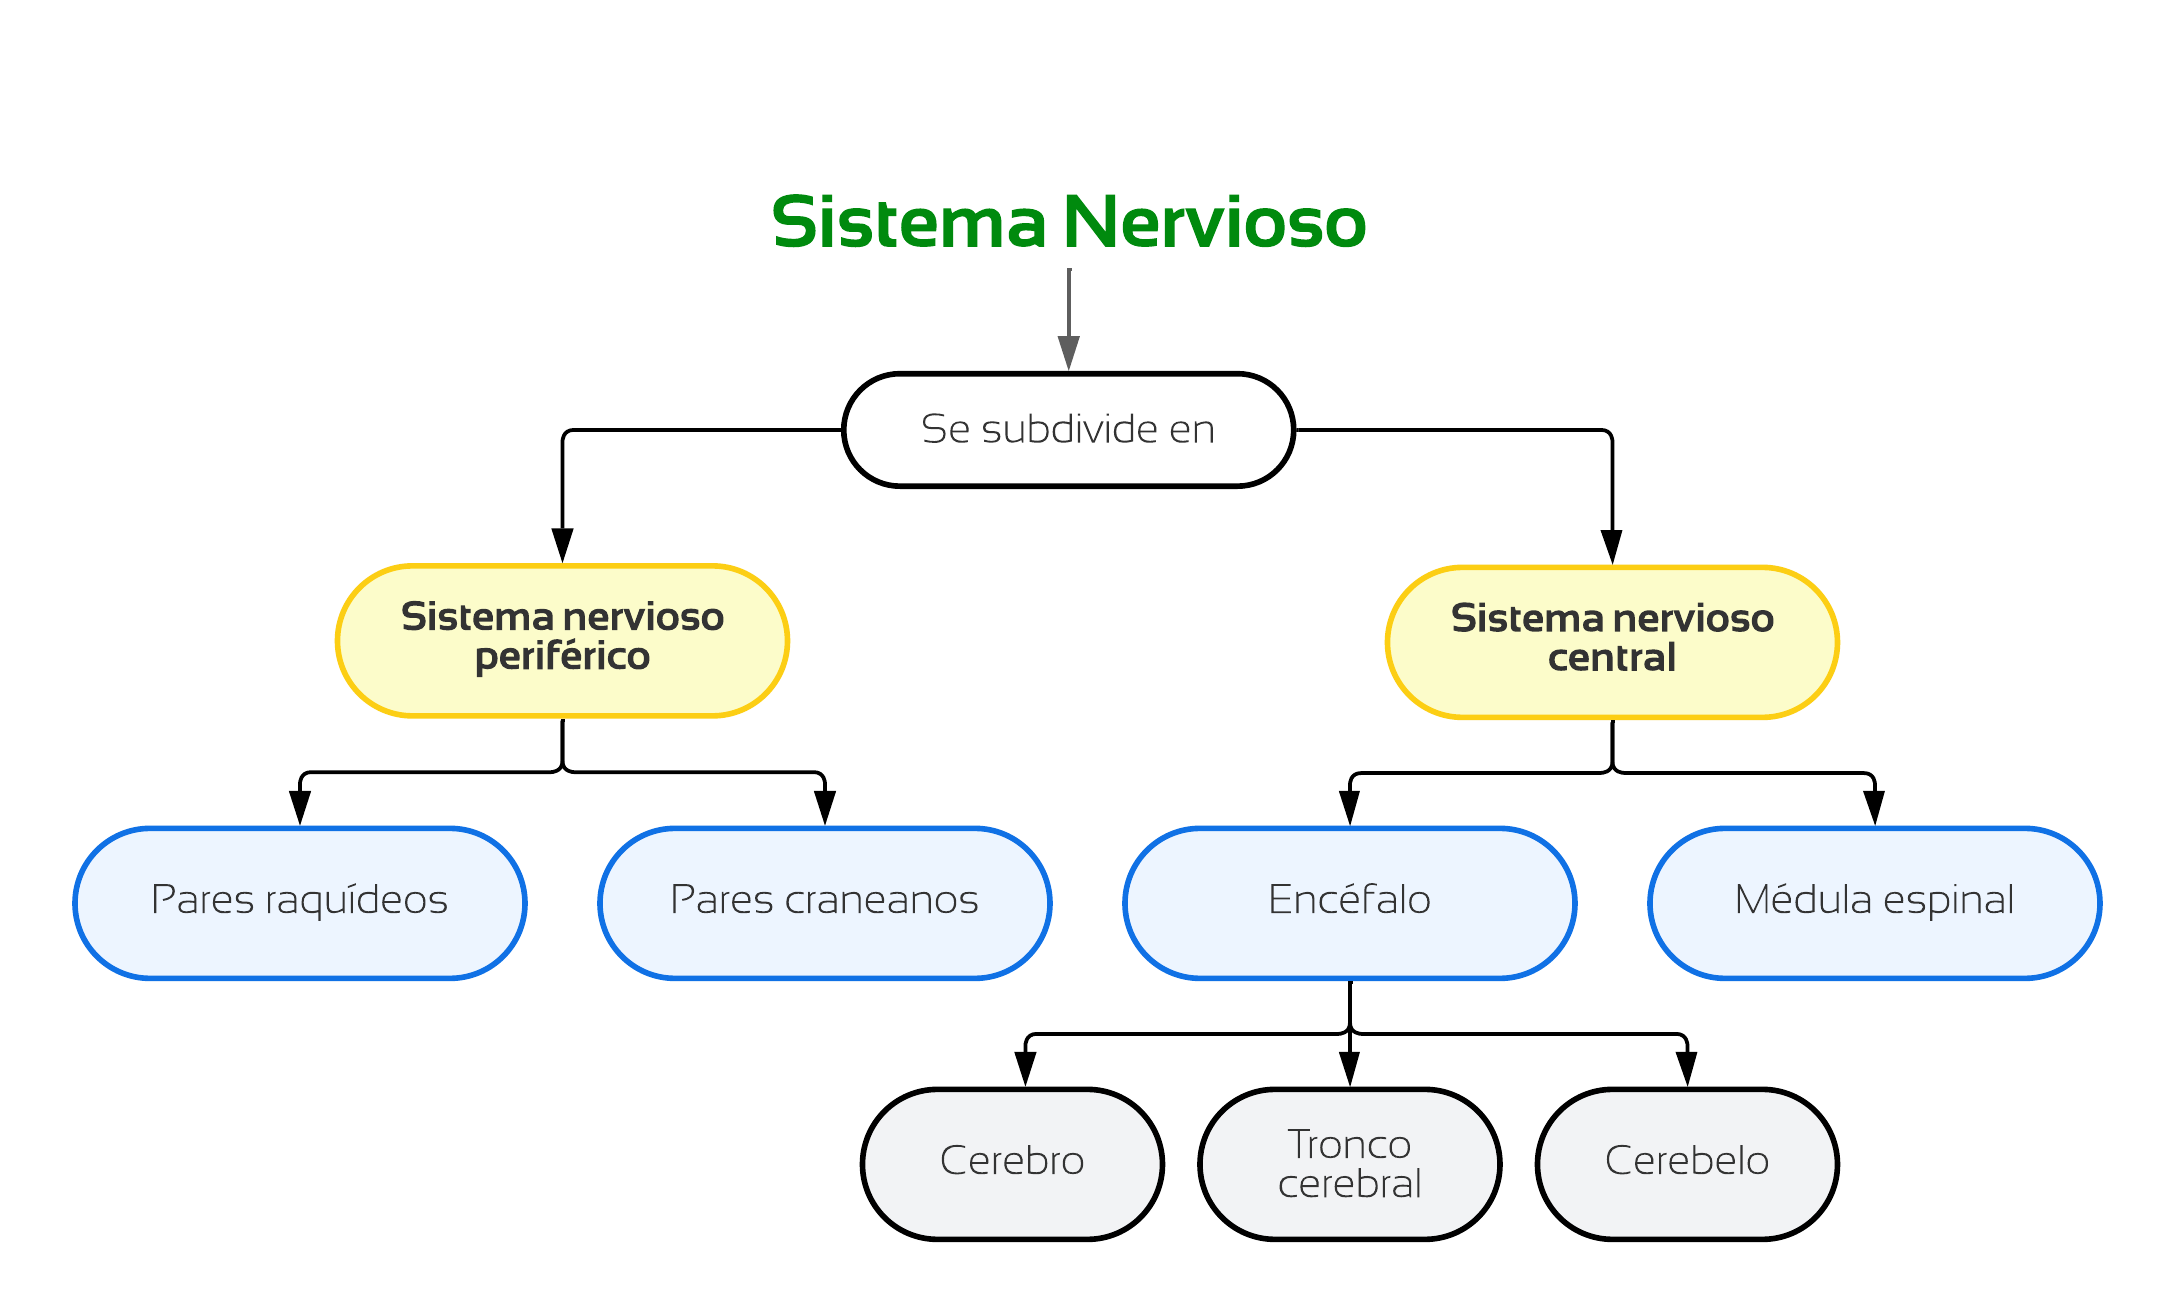 Sistema Nervioso
Se subdivide en
Sistema nervioso
periférico
Sistema nervioso
central
Pares raquídeos
Pares craneanos
Encéfalo
Médula espinal
Cerebro
Tronco
cerebral
Cerebelo